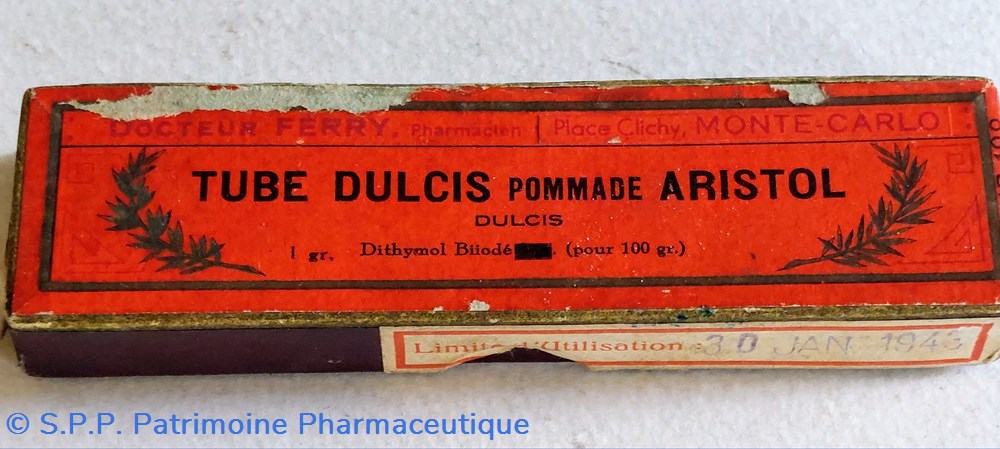 DOCTEUR FERRY, Pharmacien | Place Clichy, MONTE-CARLO
TUBE DULCIS POMMADE ARISTOL
DULCIS
1 gr. Dithymol Biiodé . (pour 100 gr.)
Limite d'Utilisation 30 JAN 1943
© S.P.P. Patrimoine Pharmaceutique